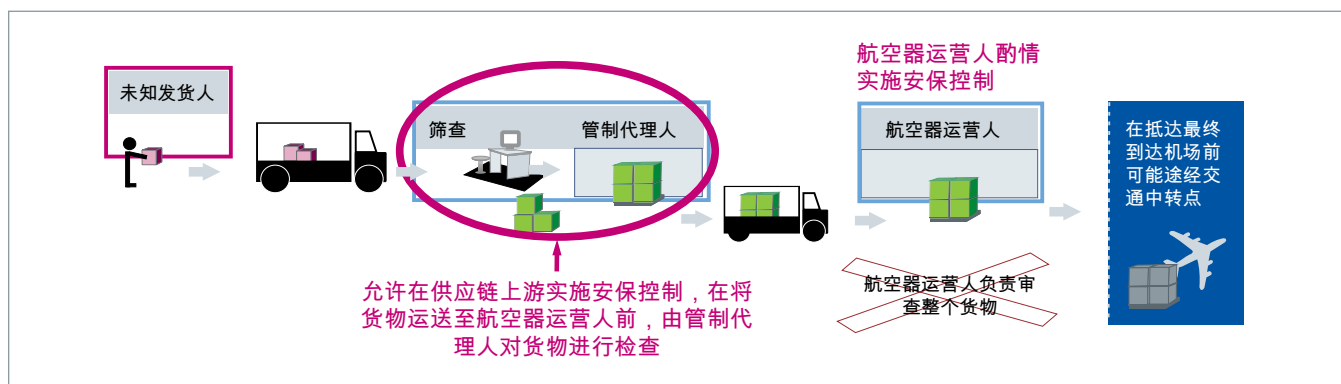 未知发货人
筛查
管制代理人
航空器运营人酌情
实施安保控制
航空器运营人
在抵达最终
到达机场前
可能途经交
通中转点
允许在供应链上游实施安保控制，在将
货物运送至航空器运营人前，由管制代
理人对货物进行检查
航空器运营人负责审
查整个货物